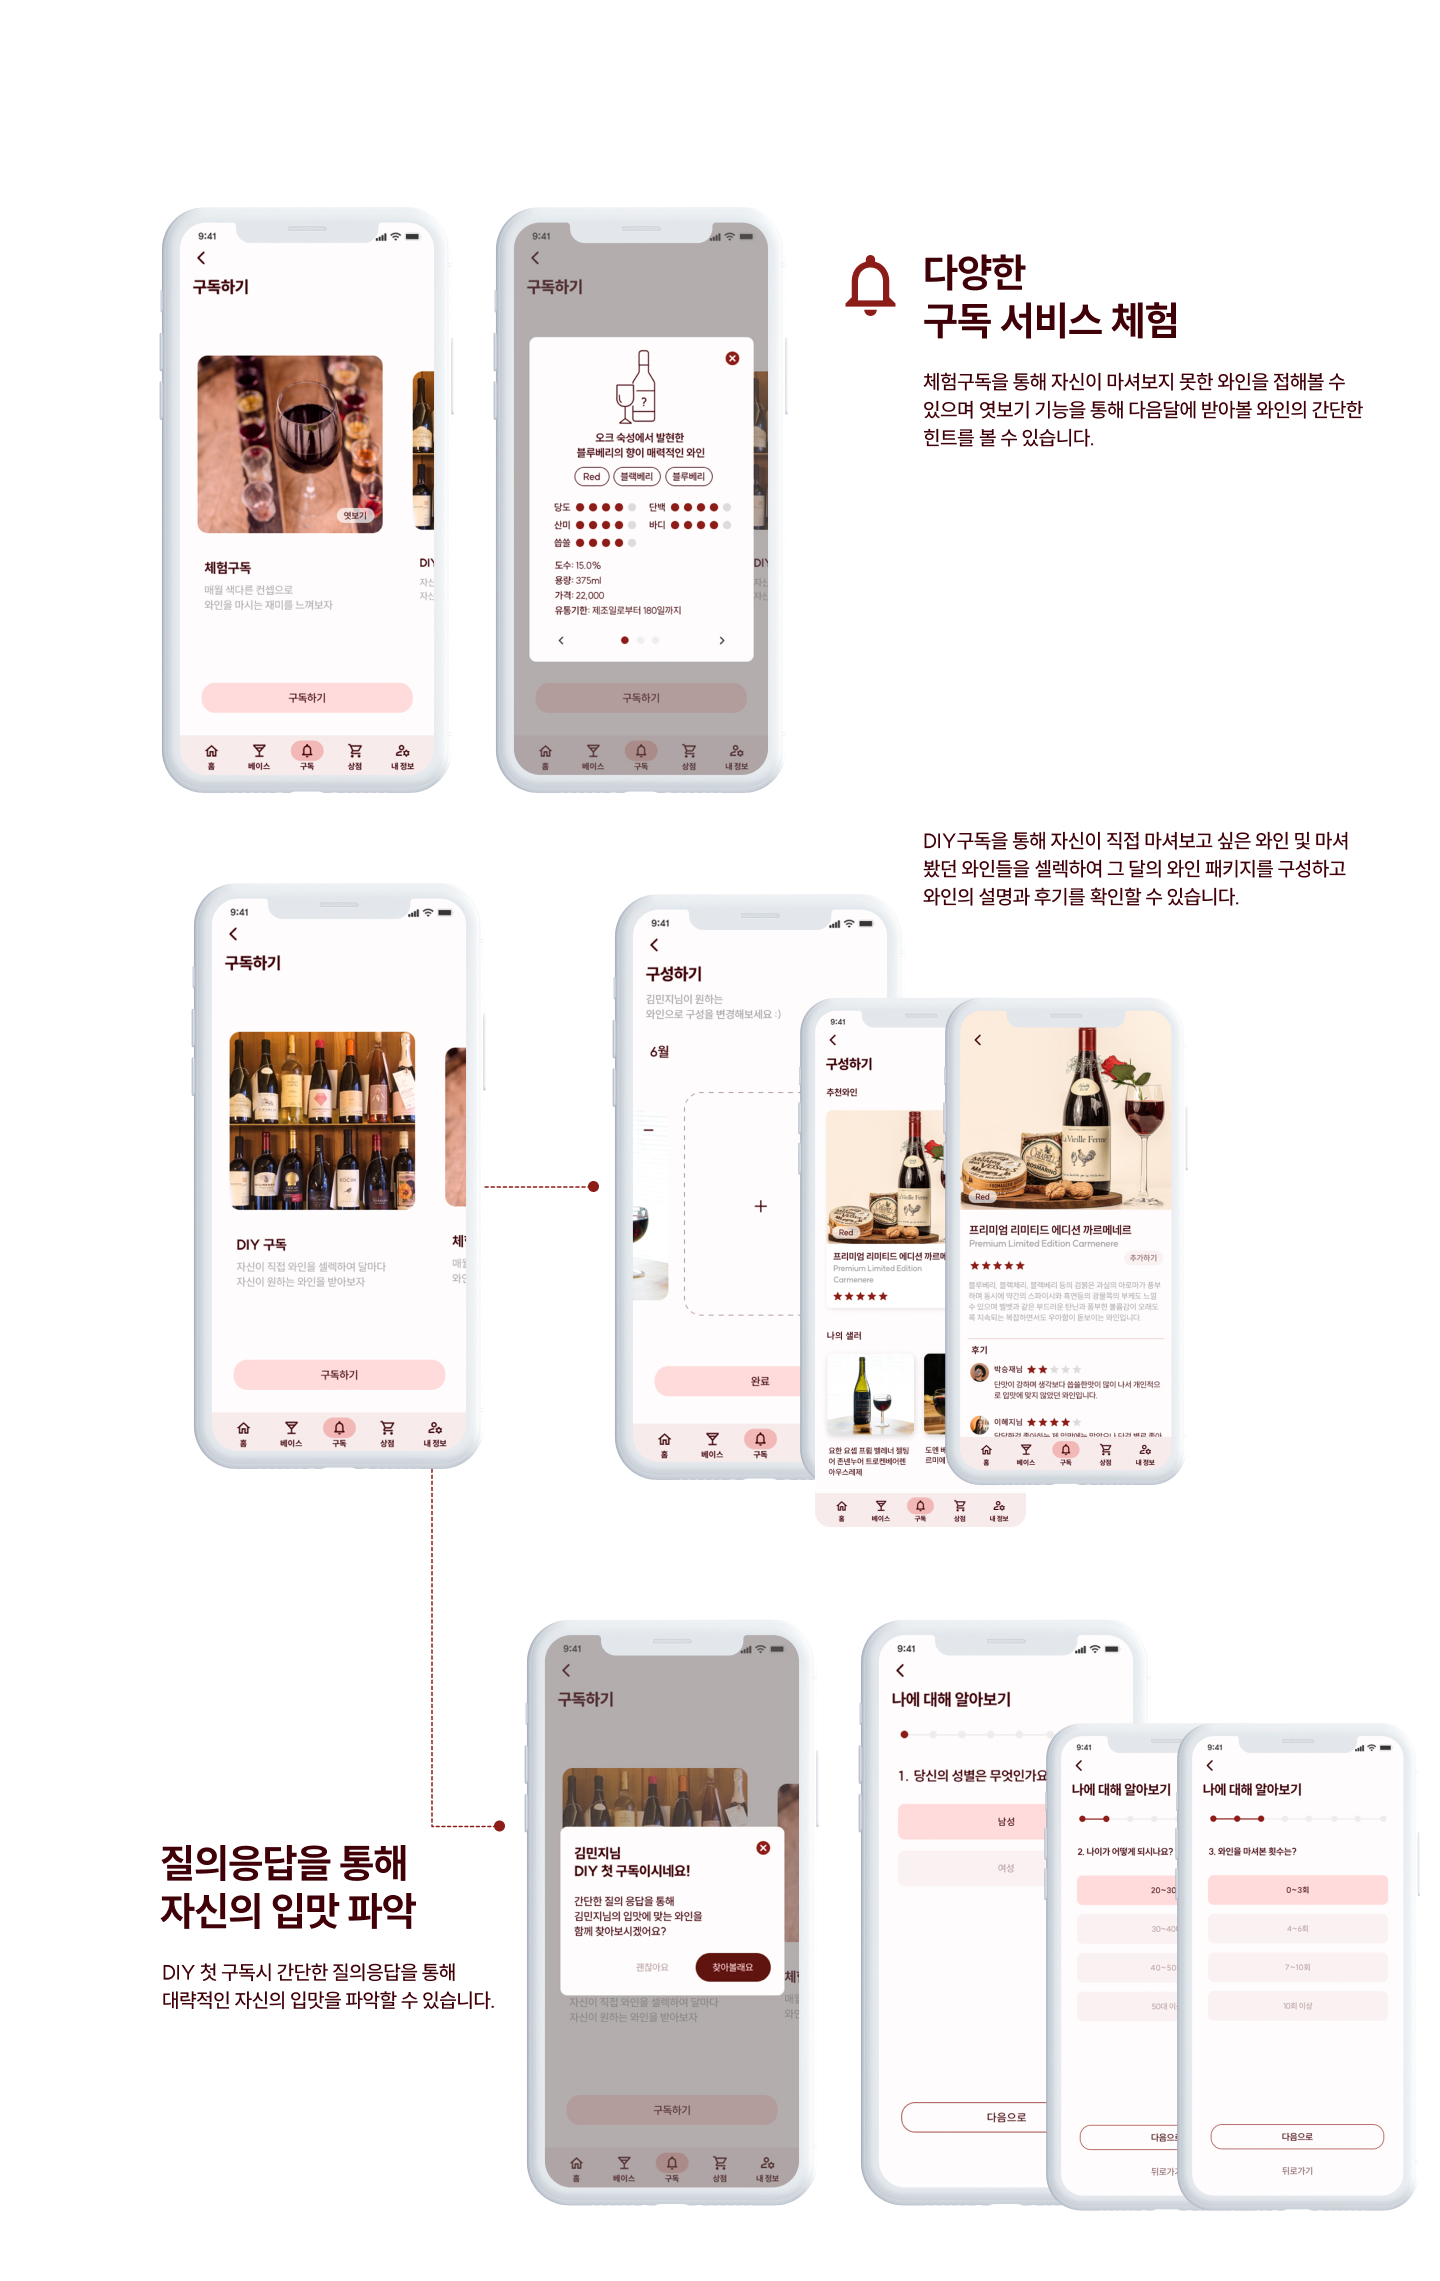 9:41
구독하기
엿보기
체험구독
매월 색다른 컨셉으로
와인을 마시는 재미를 느껴보자
DIY
자신
자신
구독하기
홈 베이스 구독 상점 내 정보
9:41
구독하기
?
오크 숙성에서 발현한
블루베리의 향이 매력적인 와인
Red 블랙베리 블루베리
당도 단백
산미 바디
씁쓸
도수: 15.0%
용량: 375ml
가격: 22,000
유통기한: 제조일로부터 180일까지
DIY
자신
자신
구독하기
홈 베이스 구독 상점 내 정보
다양한
구독 서비스 체험
체험구독을 통해 자신이 마셔보지 못한 와인을 접해볼 수
있으며 엿보기 기능을 통해 다음달에 받아볼 와인의 간단한
힌트를 볼 수 있습니다.
DIY구독을 통해 자신이 직접 마셔보고 싶은 와인 및 마셔
봤던 와인들을 셀렉하여 그 달의 와인 패키지를 구성하고
와인의 설명과 후기를 확인할 수 있습니다.
9:41
구독하기
DIY 구독
자신이 직접 와인을 셀렉하여 달마다
자신이 원하는 와인을 받아보자
체험
매월
와인
구독하기
홈 베이스 구독 상점 내 정보
9:41
구성하기
김민지님이 원하는
와인으로 구성을 변경해보세요 :)
6월
완료
홈 베이스 구독
9:41
구성하기
추천와인
Red
프리미엄 리미티드 에디션 까르메
Premium Limited Edition
Carmenere
나의 샐러
요한 요셉 프륌 벨레너 젤팅
어 존넨누어 트로켄베어렌
아우스레제
도멘 베
르미에
홈 베이스 구독 상점 내 정보
La Vieille Ferme
CHAPELL
ROSMARINO
Red
프리미엄 리미티드 에디션 까르메네르
Premium Limited Edition Carmenere
추가하기
블루베리, 블랙체리, 블랙베리 등의 검붉은 과실의 아로마가 풍부
하며 동시에 약간의 스파이시와 흑연등의 광물쪽의 부케도 느낄
수 있으며 벨벳과 같은 부드러운 탄닌과 풍부한 볼륨감이 오래도
록 지속되는 복잡하면서도 우아함이 돋보이는 와인입니다.
후기
박승재님
단맛이 강하며 생각보다 씁쓸한맛이 많이 나서 개인적으
로 입맛에 맞지 않았던 와인입니다.
이혜지님
홈 베이스 구독 상점 내 정보
질의응답을 통해
자신의 입맛 파악
DIY 첫 구독시 간단한 질의응답을 통해
대략적인 자신의 입맛을 파악할 수 있습니다.
9:41
구독하기
김민지님
DIY 첫 구독이시네요!
간단한 질의 응답을 통해
김민지님의 입맛에 맞는 와인을
함께 찾아보시겠어요?
괜찮아요 찾아볼래요
자신이 직접 와인을 셀렉하여 달마다
자신이 원하는 와인을 받아보자
체험
매월
와인
구독하기
홈 베이스 구독 상점 내 정보
9:41
나에 대해 알아보기
1. 당신의 성별은 무엇인가요
남성
여성
다음으로
9:41
나에 대해 알아보기
2. 나이가 어떻게 되시나요?
20~30
30~40
40~50
50대 이상
다음으로
뒤로가기
9:41
나에 대해 알아보기
3. 와인을 마셔본 횟수는?
0~3회
4~6회
7~10회
10회 이상
다음으로
뒤로가기